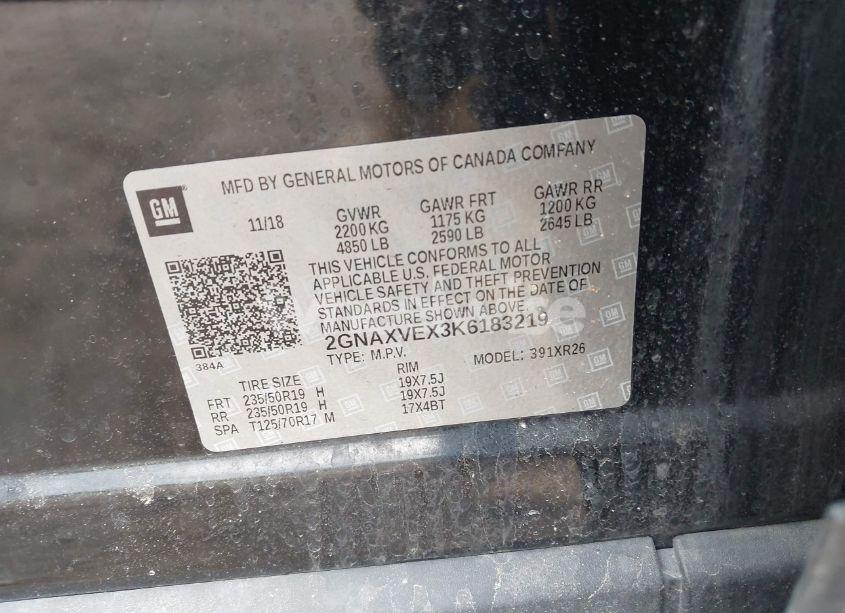 MFD BY GENERAL MOTORS OF CANADA COMPANY
GM
11/18 GVWR GAWR FRT GAWR RR
2200 KG 1175 KG 1200 KG
4850 LB 2590 LB 2645 LB
THIS VEHICLE CONFORMS TO ALL
APPLICABLE U.S. FEDERAL MOTOR
VEHICLE SAFETY AND THEFT PREVENTION
STANDARDS IN EFFECT ON THE DATE OF
MANUFACTURE SHOWN ABOVE.
2GNAXVEX3K6183219
384A TYPE: M.P.V. MODEL: 391XR26
TIRE SIZE RIM
FRT 235/50R19 H 19X7.5J
RR 235/50R19 H 19X7.5J
SPA T125/70R17 M 17X4BT